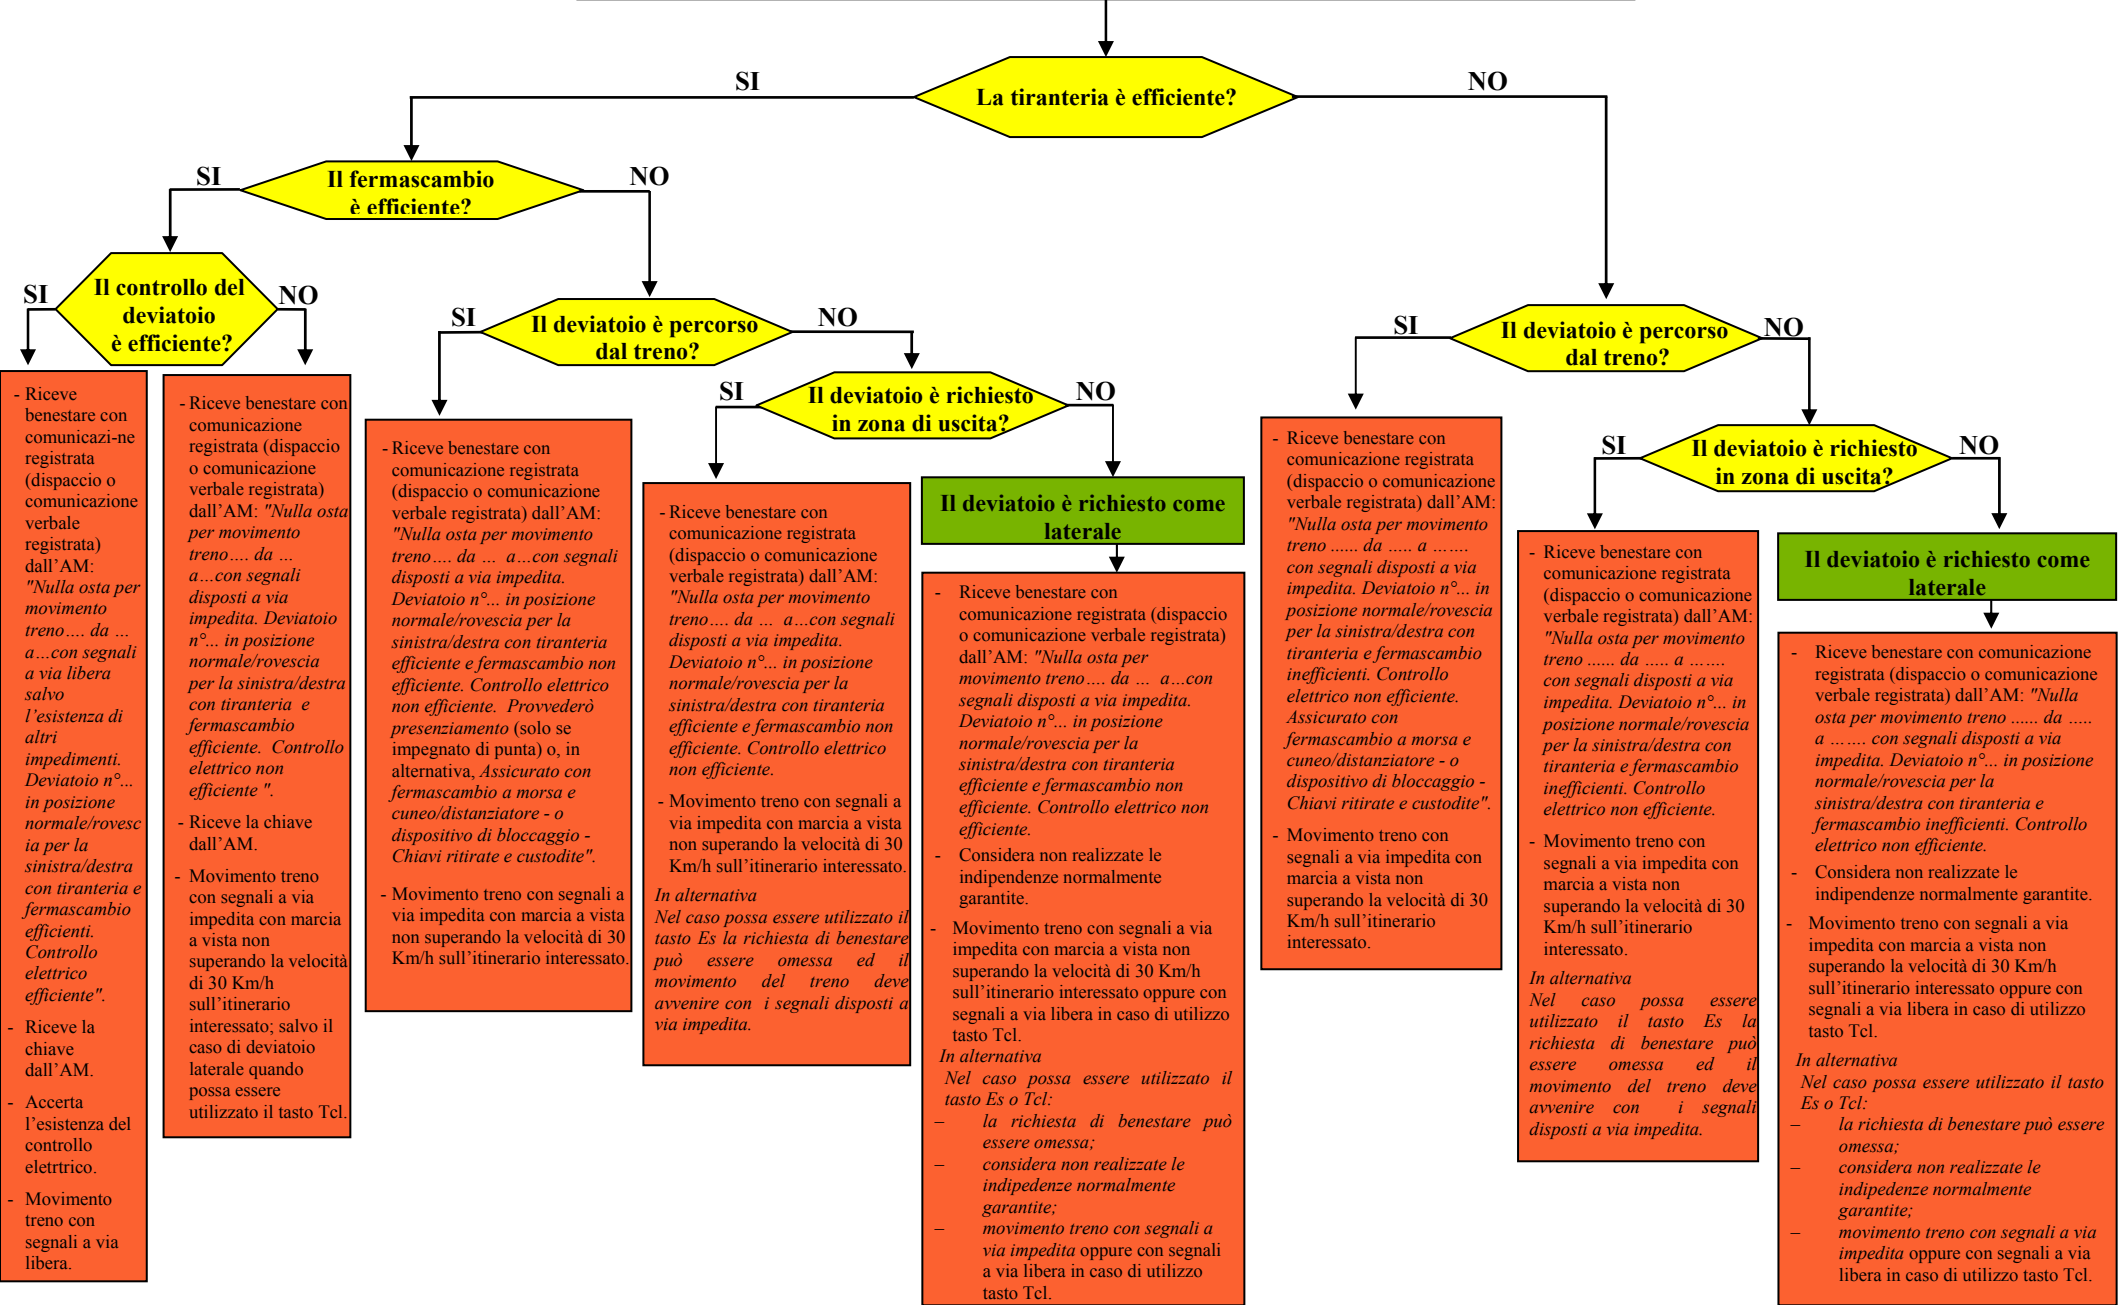 SI
La tiranteria è efficiente?
NO
SI
Il fermascambio
è efficiente?
NO
SI
Il controllo del
deviatoio
è efficiente?
NO
SI
Il deviatoio è percorso
dal treno?
NO
SI
Il deviatoio è richiesto
in zona di uscita?
NO
SI
Il deviatoio è percorso
dal treno?
NO
SI
Il deviatoio è richiesto
in zona di uscita?
NO
- Riceve
benestare con
comunicazi-ne
registrata
(dispaccio o
comunicazione
verbale
registrata)
dall’AM:
"Nulla osta per
movimento
treno…. da …
a…con segnali
a via libera
salvo
l’esistenza di
altri
impedimenti.
Deviatoio n°...
in posizione
normale/rovesc
ia per la
sinistra/destra
con tiranteria e
fermascambio
efficienti.
Controllo
elettrico
efficiente".
- Riceve la
chiave
dall’AM.
- Accerta
l’esistenza del
controllo
eletrtrico.
- Movimento
treno con
segnali a via
libera.
- Riceve benestare con
comunicazione
registrata (dispaccio
o comunicazione
verbale registrata)
dall’AM: "Nulla osta
per movimento
treno…. da …
a…con segnali
disposti a via
impedita. Deviatoio
n°... in posizione
normale/rovescia
per la sinistra/destra
con tiranteria e
fermascambio
efficiente. Controllo
elettrico non
efficiente ".
- Riceve la chiave
dall’AM.
- Movimento treno
con segnali a via
impedita con marcia
a vista non
superando la velocità
di 30 Km/h
sull’itinerario
interessato; salvo il
caso di deviatoio
laterale quando
possa essere
utilizzato il tasto Tcl.
- Riceve benestare con
comunicazione registrata
(dispaccio o comunicazione
verbale registrata) dall’AM:
"Nulla osta per movimento
treno…. da … a…con segnali
disposti a via impedita.
Deviatoio n°... in posizione
normale/rovescia per la
sinistra/destra con tiranteria
efficiente e fermascambio non
efficiente. Controllo elettrico
non efficiente. Provvederò
presenziamento (solo se
impegnato di punta) o, in
alternativa, Assicurato con
fermascambio a morsa e
cuneo/distanziatore - o
dispositivo di bloccaggio -
Chiavi ritirate e custodite".
- Movimento treno con segnali a
via impedita con marcia a vista
non superando la velocità di 30
Km/h sull’itinerario interessato.
- Riceve benestare con
comunicazione registrata
(dispaccio o comunicazione
verbale registrata) dall’AM:
"Nulla osta per movimento
treno…. da … a…con segnali
disposti a via impedita.
Deviatoio n°... in posizione
normale/rovescia per la
sinistra/destra con tiranteria
efficiente e fermascambio non
efficiente. Controllo elettrico
non efficiente.
- Movimento treno con segnali a
via impedita con marcia a vista
non superando la velocità di 30
Km/h sull’itinerario interessato.
In alternativa
Nel caso possa essere utilizzato il
tasto Es la richiesta di benestare
può essere omessa ed il
movimento del treno deve
avvenire con i segnali disposti a
via impedita.
Il deviatoio è richiesto come
laterale
- Riceve benestare con
comunicazione registrata (dispaccio
o comunicazione verbale registrata)
dall’AM: "Nulla osta per
movimento treno…. da … a…con
segnali disposti a via impedita.
Deviatoio n°... in posizione
normale/rovescia per la
sinistra/destra con tiranteria
efficiente e fermascambio non
efficiente. Controllo elettrico non
efficiente.
- Considera non realizzate le
indipendenze normalmente
garantite.
- Movimento treno con segnali a via
impedita con marcia a vista non
superando la velocità di 30 Km/h
sull’itinerario interessato oppure con
segnali a via libera in caso di utilizzo
tasto Tcl.
In alternativa
Nel caso possa essere utilizzato il
tasto Es o Tcl:
– la richiesta di benestare può
essere omessa;
– considera non realizzate le
indipedenze normalmente
garantite;
– movimento treno con segnali a
via impedita oppure con segnali
a via libera in caso di utilizzo
tasto Tcl.
- Riceve benestare con
comunicazione registrata
(dispaccio o comunicazione
verbale registrata) dall’AM:
"Nulla osta per movimento
treno ...... da ..... a …….
con segnali disposti a via
impedita. Deviatoio n°... in
posizione normale/rovescia
per la sinistra/destra con
tiranteria e fermascambio
inefficienti. Controllo
elettrico non efficiente.
Assicurato con
fermascambio a morsa e
cuneo/distanziatore - o
dispositivo di bloccaggio -
Chiavi ritirate e custodite".
- Movimento treno con
segnali a via impedita con
marcia a vista non
superando la velocità di 30
Km/h sull’itinerario
interessato.
- Riceve benestare con
comunicazione registrata
(dispaccio o comunicazione
verbale registrata) dall’AM:
"Nulla osta per movimento
treno ...... da ..... a …….
con segnali disposti a via
impedita. Deviatoio n°... in
posizione normale/rovescia
per la sinistra/destra con
tiranteria e fermascambio
inefficienti. Controllo
elettrico non efficiente.
- Movimento treno con
segnali a via impedita con
marcia a vista non
superando la velocità di 30
Km/h sull’itinerario
interessato.
In alternativa
Nel caso possa essere
utilizzato il tasto Es la
richiesta di benestare può
essere omessa ed il
movimento del treno deve
avvenire con i segnali
disposti a via impedita.
Il deviatoio è richiesto come
laterale
- Riceve benestare con comunicazione
registrata (dispaccio o comunicazione
verbale registrata) dall’AM: "Nulla
osta per movimento treno ...... da .....
a ……. con segnali disposti a via
impedita. Deviatoio n°... in posizione
normale/rovescia per la
sinistra/destra con tiranteria e
fermascambio inefficienti. Controllo
elettrico non efficiente.
- Considera non realizzate le
indipendenze normalmente garantite.
- Movimento treno con segnali a via
impedita con marcia a vista non
superando la velocità di 30 Km/h
sull’itinerario interessato oppure con
segnali a via libera in caso di utilizzo
tasto Tcl.
In alternativa
Nel caso possa essere utilizzato il tasto
Es o Tcl:
– la richiesta di benestare può essere
omessa;
– considera non realizzate le
indipedenze normalmente
garantite;
– movimento treno con segnali a via
impedita oppure con segnali a via
libera in caso di utilizzo tasto Tcl.